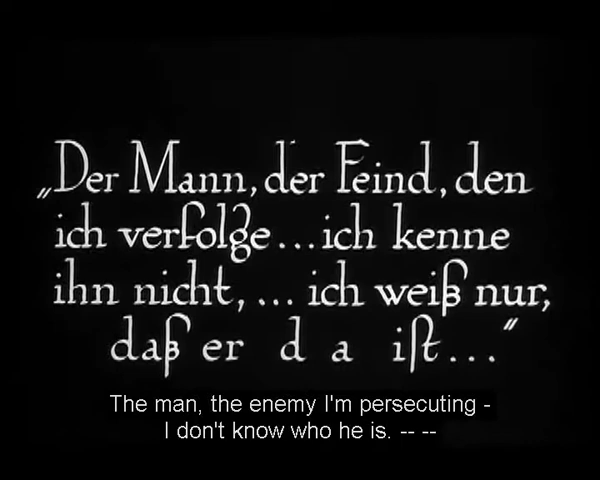 „Der Mann, der Feind, den
ich verfolge...ich kenne
ihn nicht,... ich weiß nur,
daß er d a ist..."
The man, the enemy I'm persecuting -
I don't know who he is. -- --